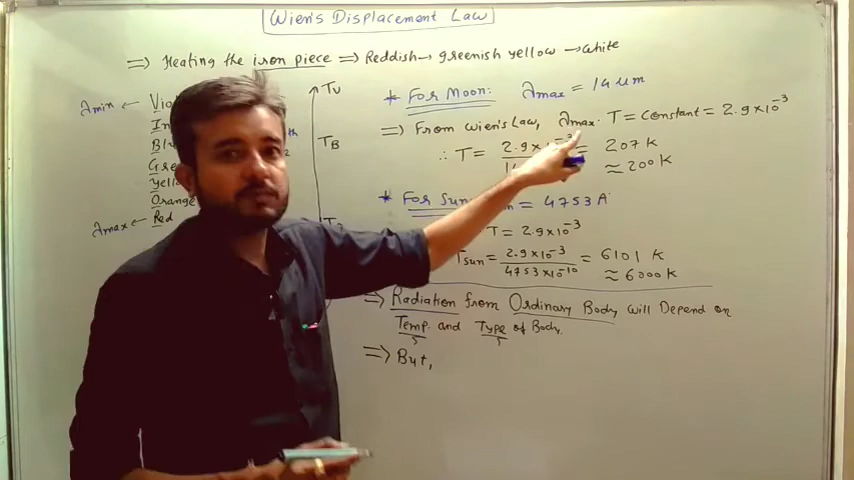 Wien's Displacement Law
⇒ Heating the iron piece ⇒ Reddish → greenish yellow → white
λmin ←
Yello
Orange
λmax ← Red
Tv
TB
* For Moon: λmax = 14 um
⇒ From Wien's Law, λmax. T = constant = 2.9×10⁻³
∴ T = 2.9× = 207 K
≈ 200 K
* For Sun = 4753 A°
T = 2.9×10⁻³
Tsun = 2.9×10⁻³ / 4753×10⁻¹⁰ = 6101 K
≈ 6000 K
⇒ Radiation from Ordinary Body will Depend on
Temp. and Type of Body.
⇒ But,